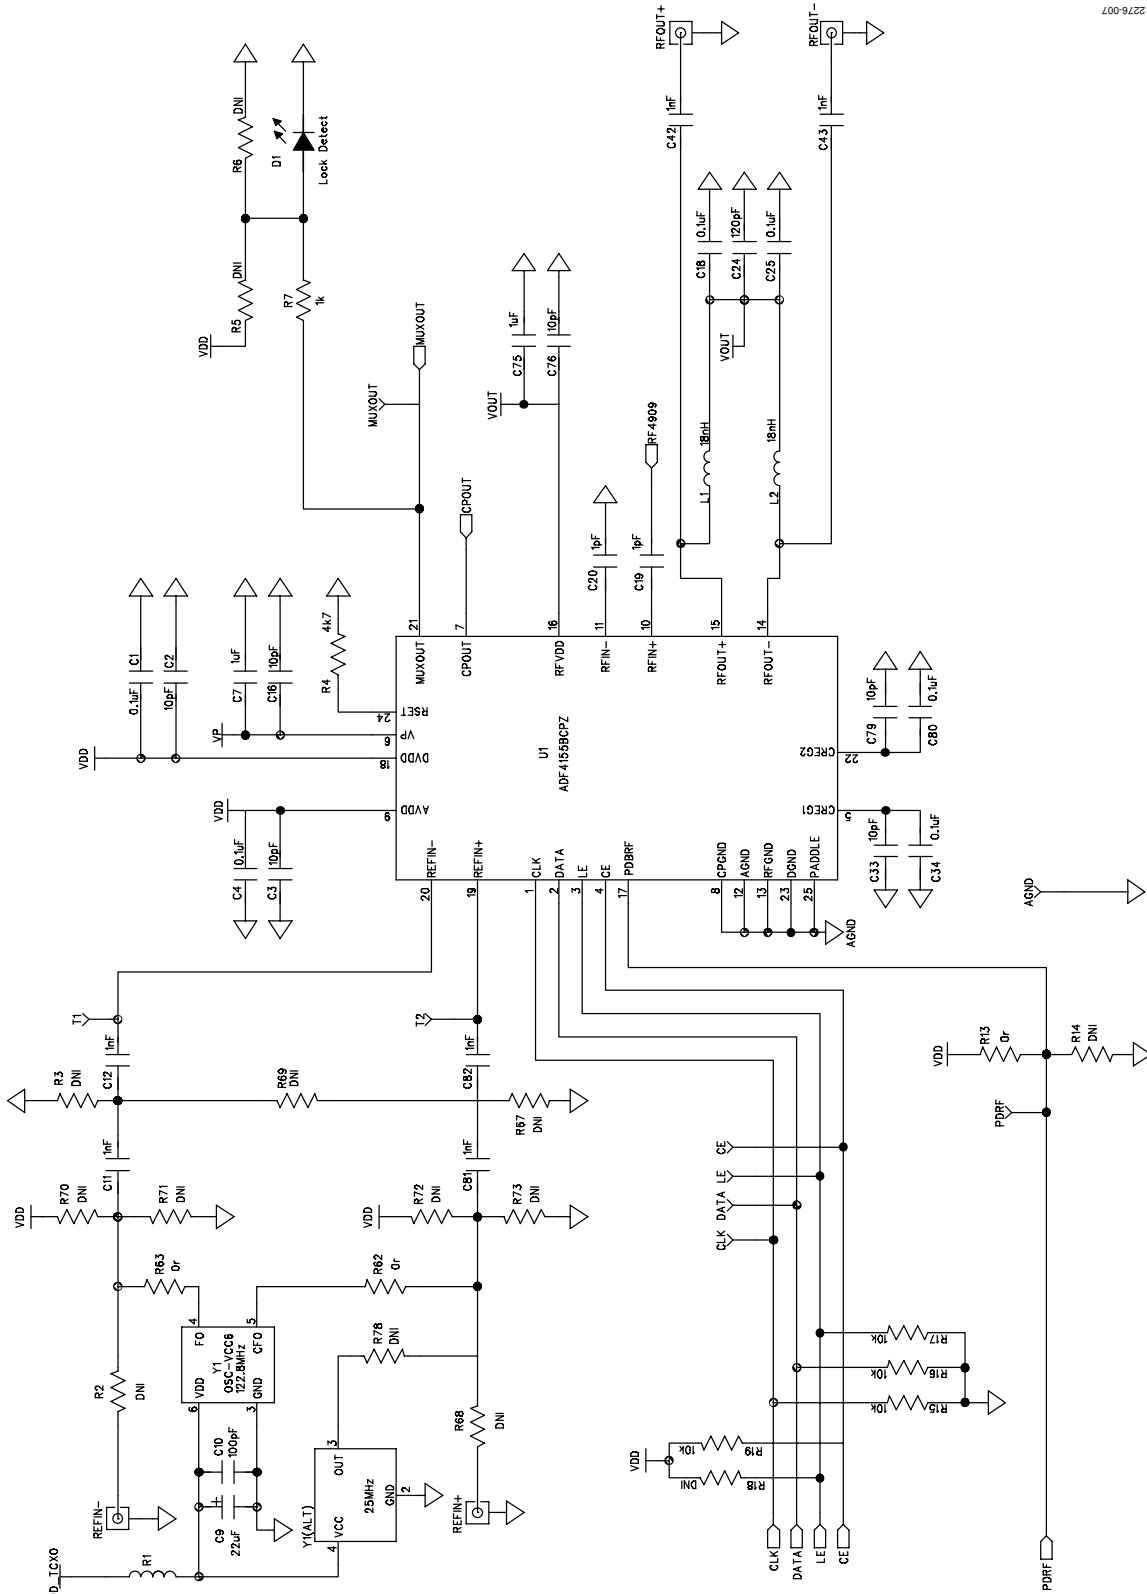 2276-007
RFOUT+
RFOUT-
R6
DNI
D1
Lock Detect
C42
1nF
C43
1nF
R5
DNI
R7
1k
VDD
C18
0.1uF
C24
120pF
C25
0.1uF
VOUT
MUXOUT
MUXOUT
C75
1uF
C76
10pF
VOUT
CPOUT
RF4909
L1
18nH
L2
18nH
C20
1pF
C19
1pF
C1
0.1uF
C2
10pF
C7
1uF
C16
10pF
R4
4k7
VDD
VP
VDD
C4
0.1uF
C3
10pF
21
MUXOUT
7
CPOUT
16
RFVDD
11
RFIN-
10
RFIN+
15
RFOUT+
14
RFOUT-
24
RSET
6
VP
18
DVDD
9
AVDD
U1
ADF4155BCPZ
22
CREG2
5
CREG1
C79
10pF
C80
0.1uF
C33
10pF
C34
0.1uF
20
REFIN-
19
REFIN+
1
CLK
2
DATA
3
LE
4
CE
17
PDBRF
8
CPGND
12
AGND
13
RFGND
23
DGND
25
PADDLE
AGND
AGND
T1
T2
C12
1nF
R3
DNI
R69
DNI
C82
1nF
R67
DNI
C11
1nF
C81
1nF
VDD
R70
DNI
R71
DNI
VDD
R72
DNI
R73
DNI
R63
0r
R62
0r
R78
DNI
R2
DNI
R68
DNI
4
FO
5
CFO
Y1
OSC-VCC6
122.8MHz
6
VDD
3
GND
C10
100pF
C9
+
22uF
REFIN-
REFIN+
3
OUT
25MHz
GND
2
Y1(ALT)
4
VCC
R1
D_TCXO
VDD
R13
0r
R14
DNI
PDRF
CE
LE
DATA
CLK
10k
R17
10k
R16
10k
R15
VDD
10k
R19
DNI
R18
CLK
DATA
LE
CE
PDRF